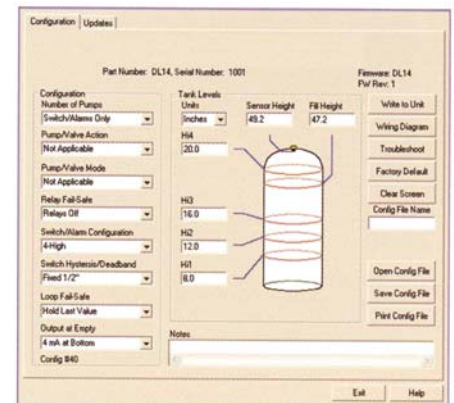 Configuration
Updates
Part Number: DL14, Serial Number: 1001
Firmware: DL14
FW Rev: 1
Configuration
Number of Pumps
Switch/Alarms Only
Pump/Valve Action
Not Applicable
Pump/Valve Mode
Not Applicable
Relay Fail-Safe
Relays Off
Switch/Alarm Configuration
4-High
Switch Hysteresis/Deadband
Fixed 1/2"
Loop Fail-Safe
Hold Last Value
Output at Empty
4 mA at Bottom
Config #40
Tank Levels
Units
Inches
Sensor Height
49.2
Fill Height
47.2
Hi4
20.0
Hi3
16.0
Hi2
12.0
Hi1
8.0
Notes
Write to Unit
Wiring Diagram
Troubleshoot
Factory Default
Clear Screen
Config File Name
Open Config File
Save Config File
Print Config File
Exit
Help